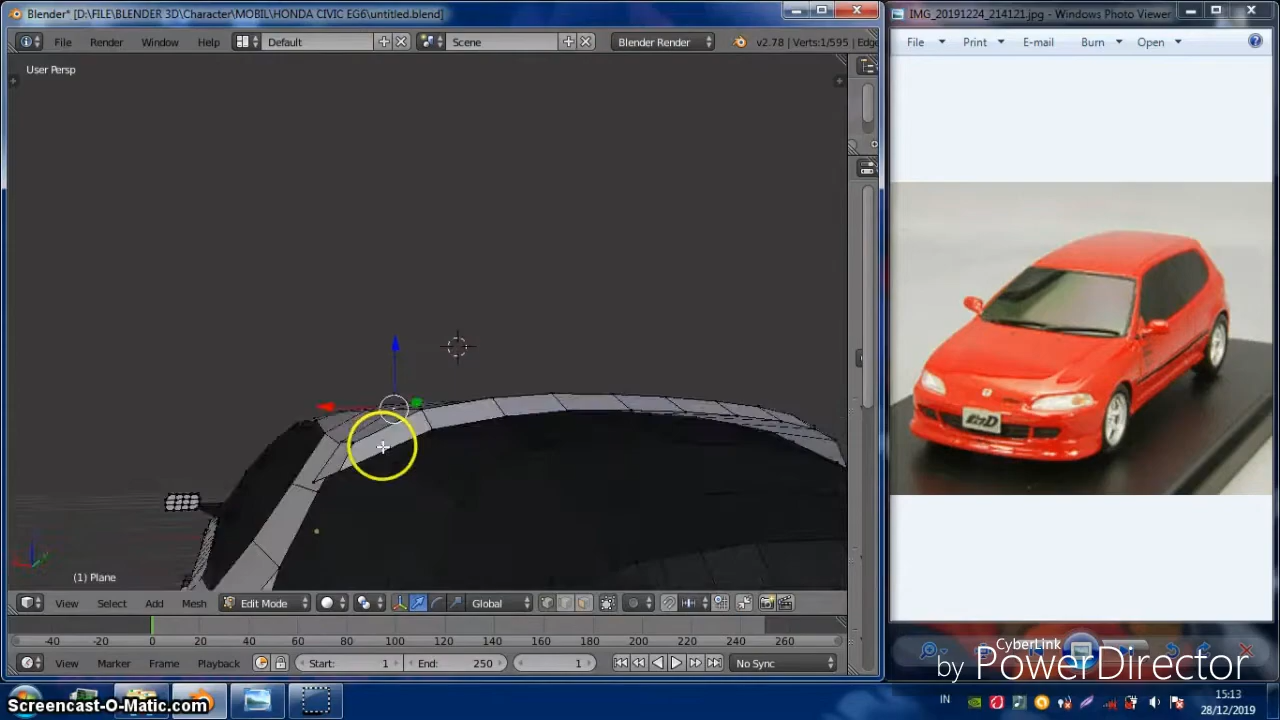 Blender* [D:\FILE\BLENDER 3D\Character\MOBIL\HONDA CIVIC EG6\untitled.blend]
File Render Window Help Default Scene Blender Render v2.78 | Verts:1/595 | Edge
User Persp
(1) Plane
View Select Add Mesh Edit Mode Global
-40 -20 0 20 40 60 80 100 120 140 160 180 200 220 240 260
View Marker Frame Playback Start: 1 End: 250 1 No Sync
IMG_20191224_214121.jpg - Windows Photo Viewer
File Print E-mail Burn Open
CyberLink
by PowerDirector
Screencast-O-Matic.com
IN
15:13
28/12/2019